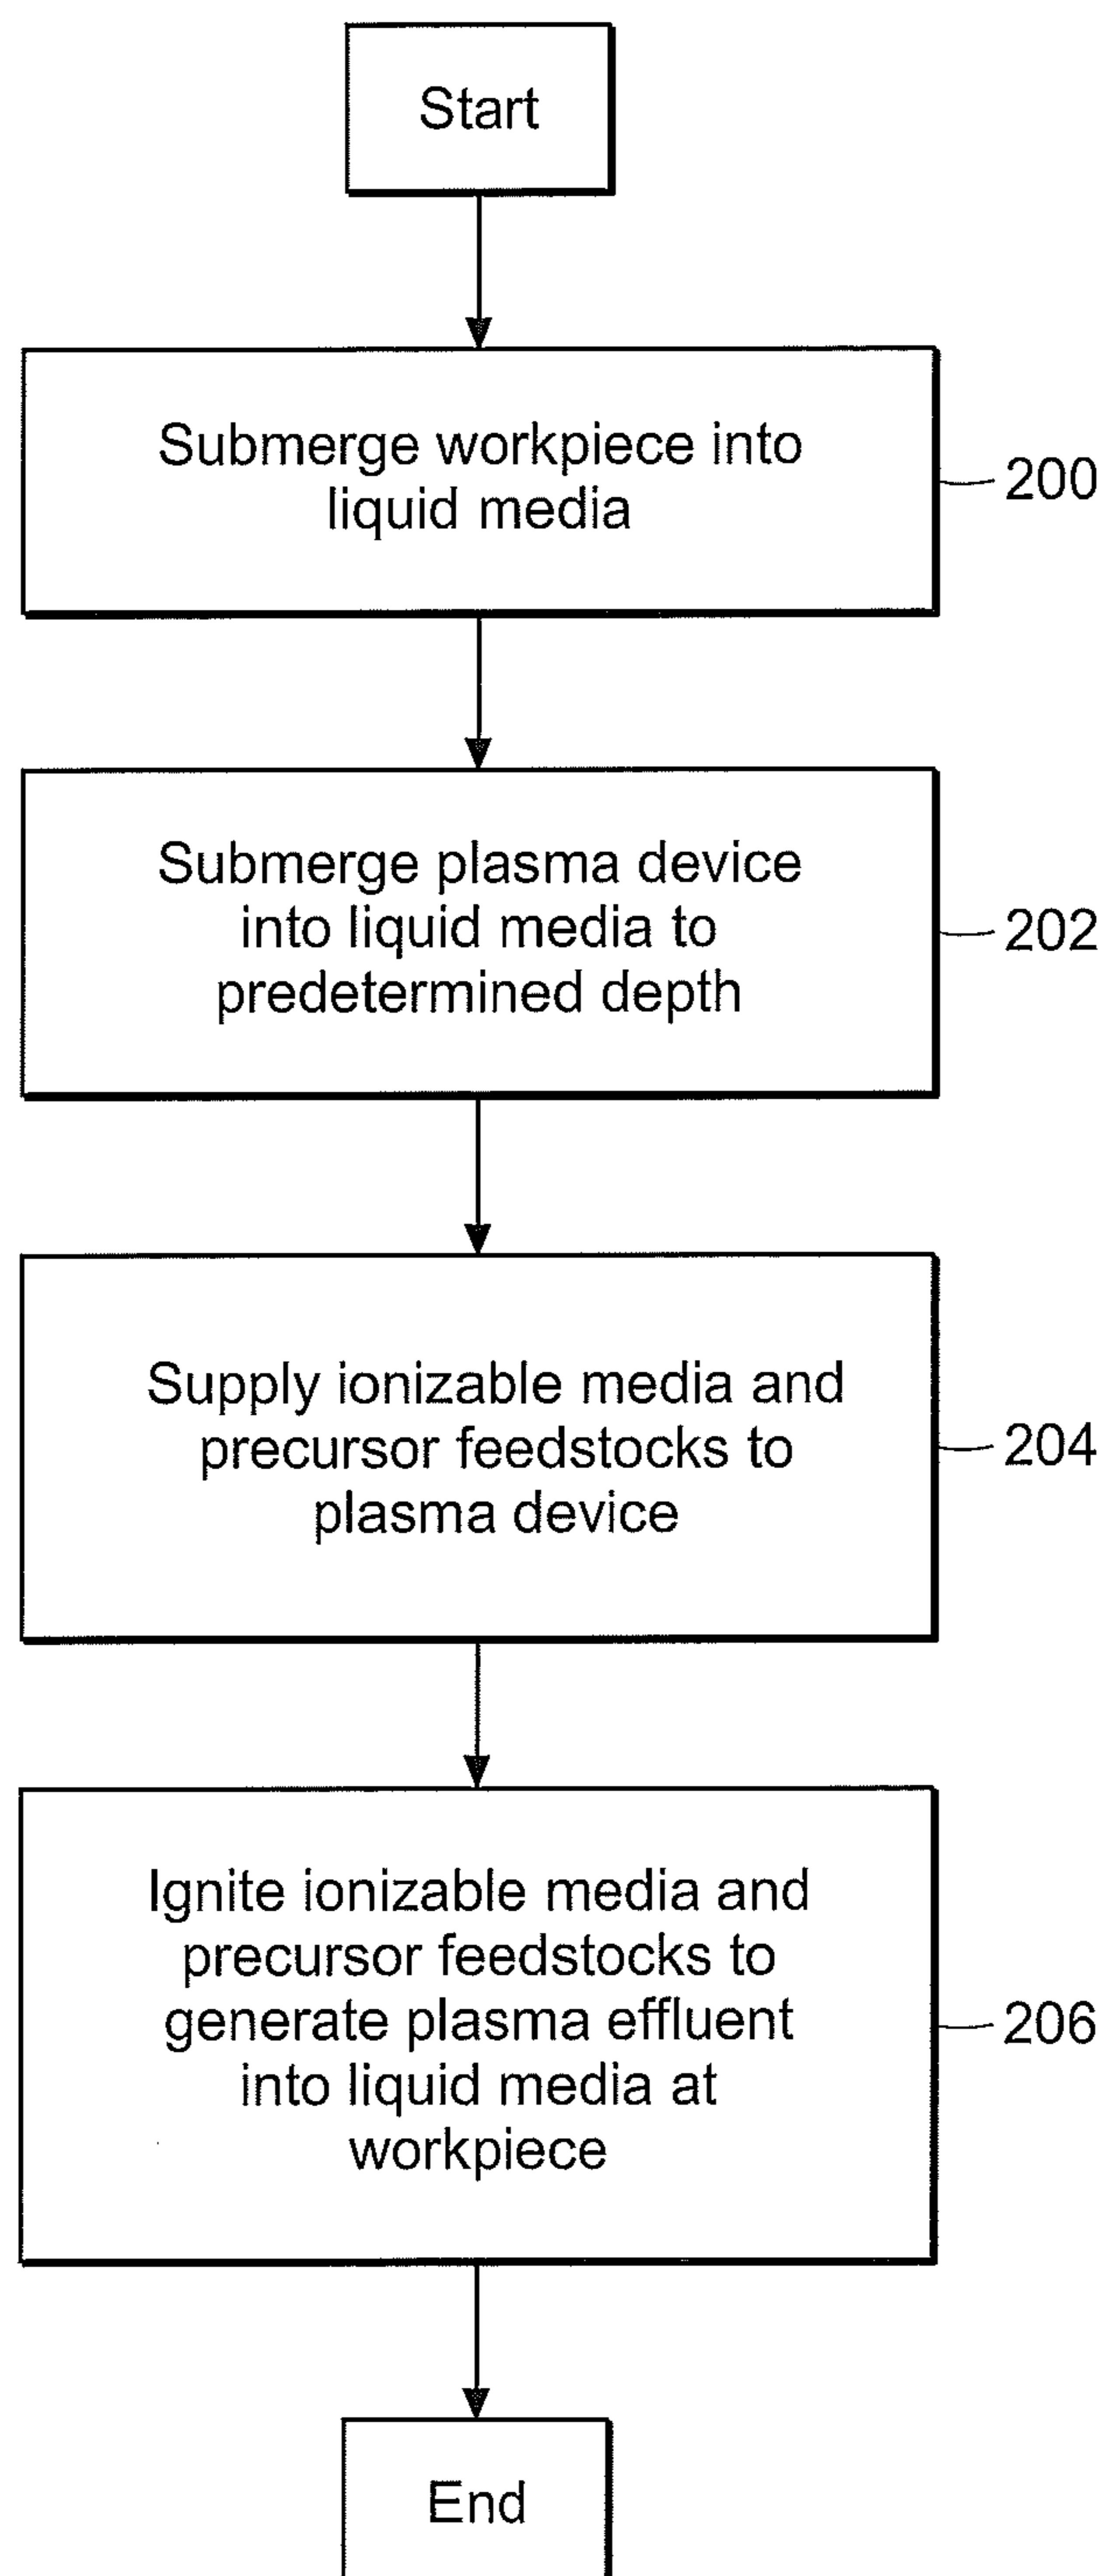 Start
Submerge workpiece into
liquid media
200
Submerge plasma device
into liquid media to
predetermined depth
202
Supply ionizable media and
precursor feedstocks to
plasma device
204
Ignite ionizable media and
precursor feedstocks to
generate plasma effluent
into liquid media at
workpiece
206
End